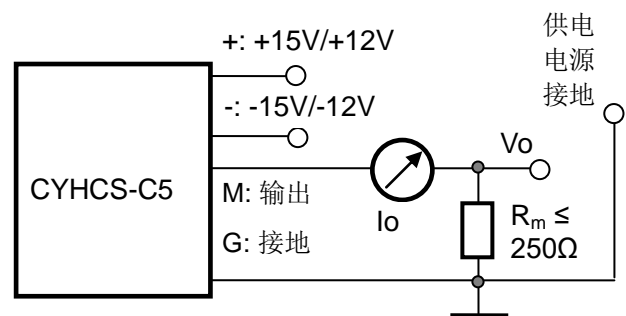 +: +15V/+12V
-: -15V/-12V
CYHCS-C5
M: 输出
G: 接地
Io
Vo
Rm ≤
250Ω
供电
电源
接地